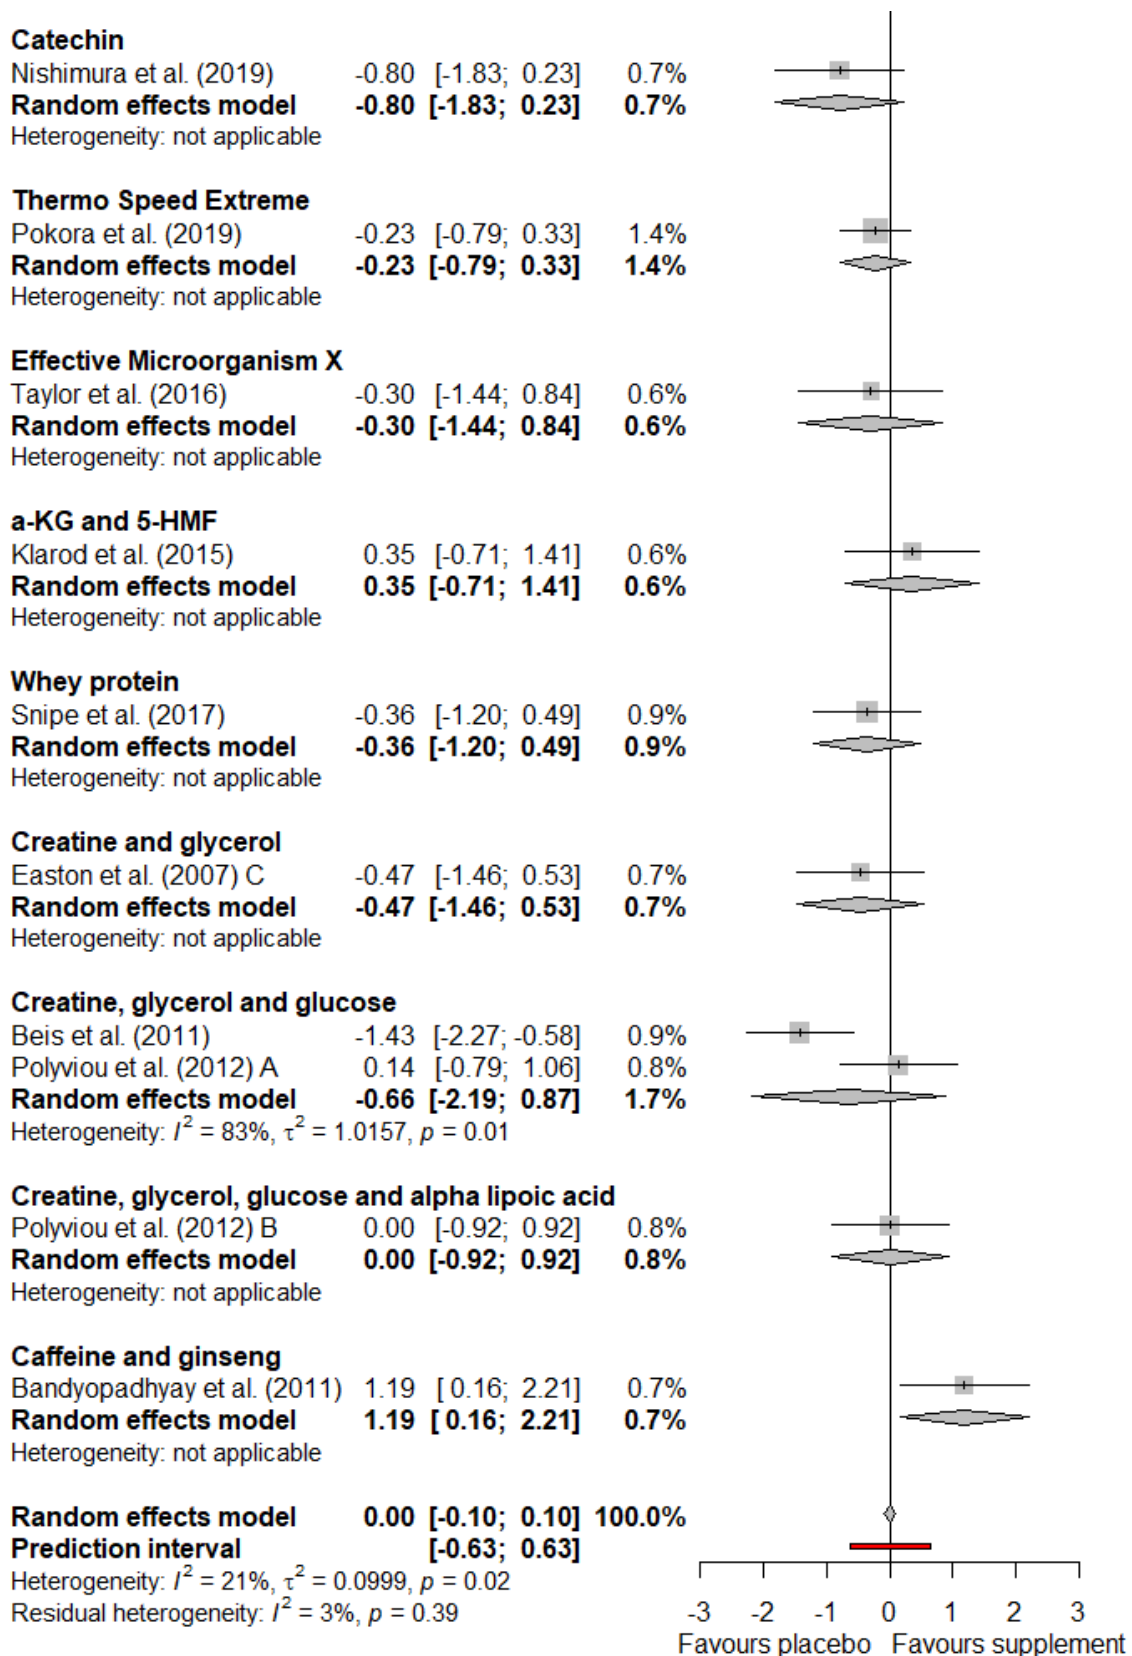 Catechin
Nishimura et al. (2019) -0.80 [-1.83; 0.23] 0.7%
Random effects model -0.80 [-1.83; 0.23] 0.7%
Heterogeneity: not applicable
Thermo Speed Extreme
Pokora et al. (2019) -0.23 [-0.79; 0.33] 1.4%
Random effects model -0.23 [-0.79; 0.33] 1.4%
Heterogeneity: not applicable
Effective Microorganism X
Taylor et al. (2016) -0.30 [-1.44; 0.84] 0.6%
Random effects model -0.30 [-1.44; 0.84] 0.6%
Heterogeneity: not applicable
a-KG and 5-HMF
Klarod et al. (2015) 0.35 [-0.71; 1.41] 0.6%
Random effects model 0.35 [-0.71; 1.41] 0.6%
Heterogeneity: not applicable
Whey protein
Snipe et al. (2017) -0.36 [-1.20; 0.49] 0.9%
Random effects model -0.36 [-1.20; 0.49] 0.9%
Heterogeneity: not applicable
Creatine and glycerol
Easton et al. (2007) C -0.47 [-1.46; 0.53] 0.7%
Random effects model -0.47 [-1.46; 0.53] 0.7%
Heterogeneity: not applicable
Creatine, glycerol and glucose
Beis et al. (2011) -1.43 [-2.27; -0.58] 0.9%
Polyviou et al. (2012) A 0.14 [-0.79; 1.06] 0.8%
Random effects model -0.66 [-2.19; 0.87] 1.7%
Heterogeneity: I² = 83%, τ² = 1.0157, p = 0.01
Creatine, glycerol, glucose and alpha lipoic acid
Polyviou et al. (2012) B 0.00 [-0.92; 0.92] 0.8%
Random effects model 0.00 [-0.92; 0.92] 0.8%
Heterogeneity: not applicable
Caffeine and ginseng
Bandyopadhyay et al. (2011) 1.19 [ 0.16; 2.21] 0.7%
Random effects model 1.19 [ 0.16; 2.21] 0.7%
Heterogeneity: not applicable
Random effects model 0.00 [-0.10; 0.10] 100.0%
Prediction interval [-0.63; 0.63]
Heterogeneity: I² = 21%, τ² = 0.0999, p = 0.02
Residual heterogeneity: I² = 3%, p = 0.39
-3 -2 -1 0 1 2 3
Favours placebo Favours supplement